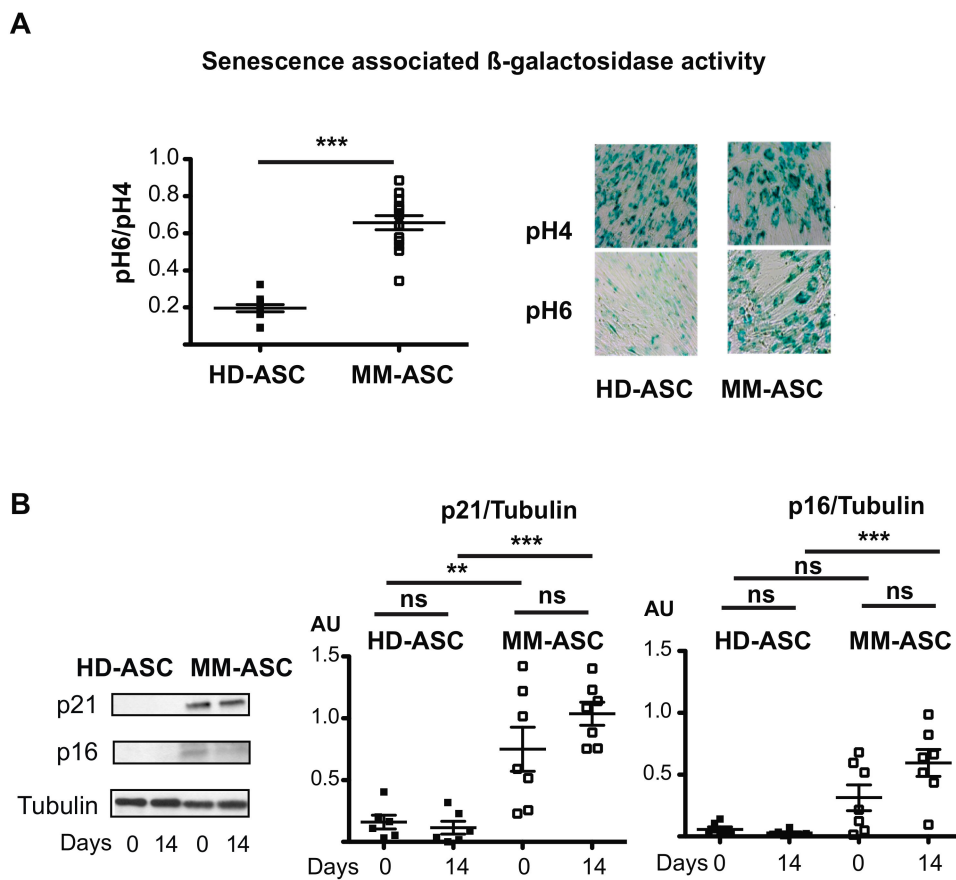 A
Senescence associated ß-galactosidase activity
***
1.0
0.8
0.6
0.4
0.2
pH6/pH4
HD-ASC MM-ASC
pH4
pH6
HD-ASC MM-ASC
B
HD-ASC MM-ASC
p21
p16
Tubulin
Days 0 14 0 14
p21/Tubulin
***
**
ns ns
AU
HD-ASC MM-ASC
1.5
1.0
0.5
Days 0 14 0 14
p16/Tubulin
***
ns
ns ns
AU
HD-ASC MM-ASC
1.5
1.0
0.5
Days 0 14 0 14